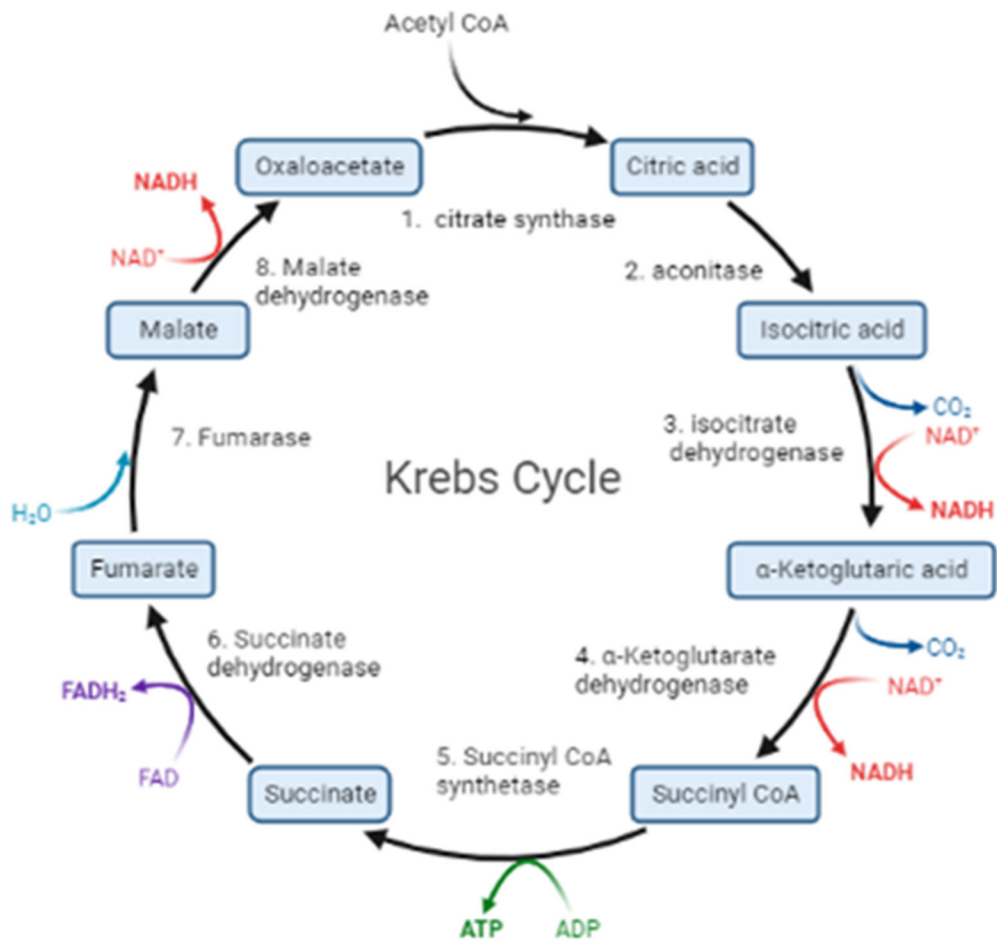 Acetyl CoA
Oxaloacetate
Citric acid
NADH
1. citrate synthase
NAD⁺
8. Malate
dehydrogenase
2. aconitase
Malate
Isocitric acid
CO₂
3. isocitrate
dehydrogenase
NAD⁺
7. Fumarase
Krebs Cycle
H₂O
NADH
Fumarate
α-Ketoglutaric acid
6. Succinate
dehydrogenase
4. α-Ketoglutarate
dehydrogenase
CO₂
FADH₂
NAD⁺
FAD
5. Succinyl CoA
synthetase
NADH
Succinate
Succinyl CoA
ATP
ADP